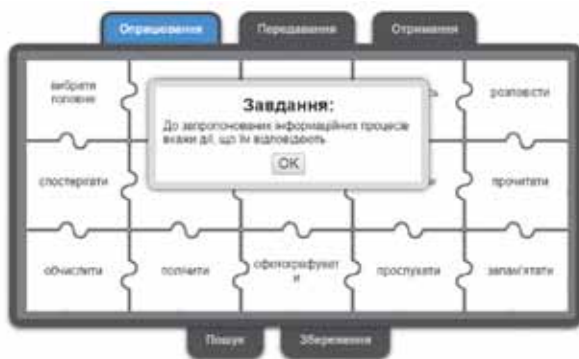 Опрацювання
Передавання
Отримання
вибрати
головне
розповісти
Завдання:
До запропонованих інформаційних процесів
вкажи дії, що їм відповідають
OK
спостерігати
прочитати
обчислити
полічити
сфотографуват
и
прослухати
запам'ятати
Пошук
Збереження